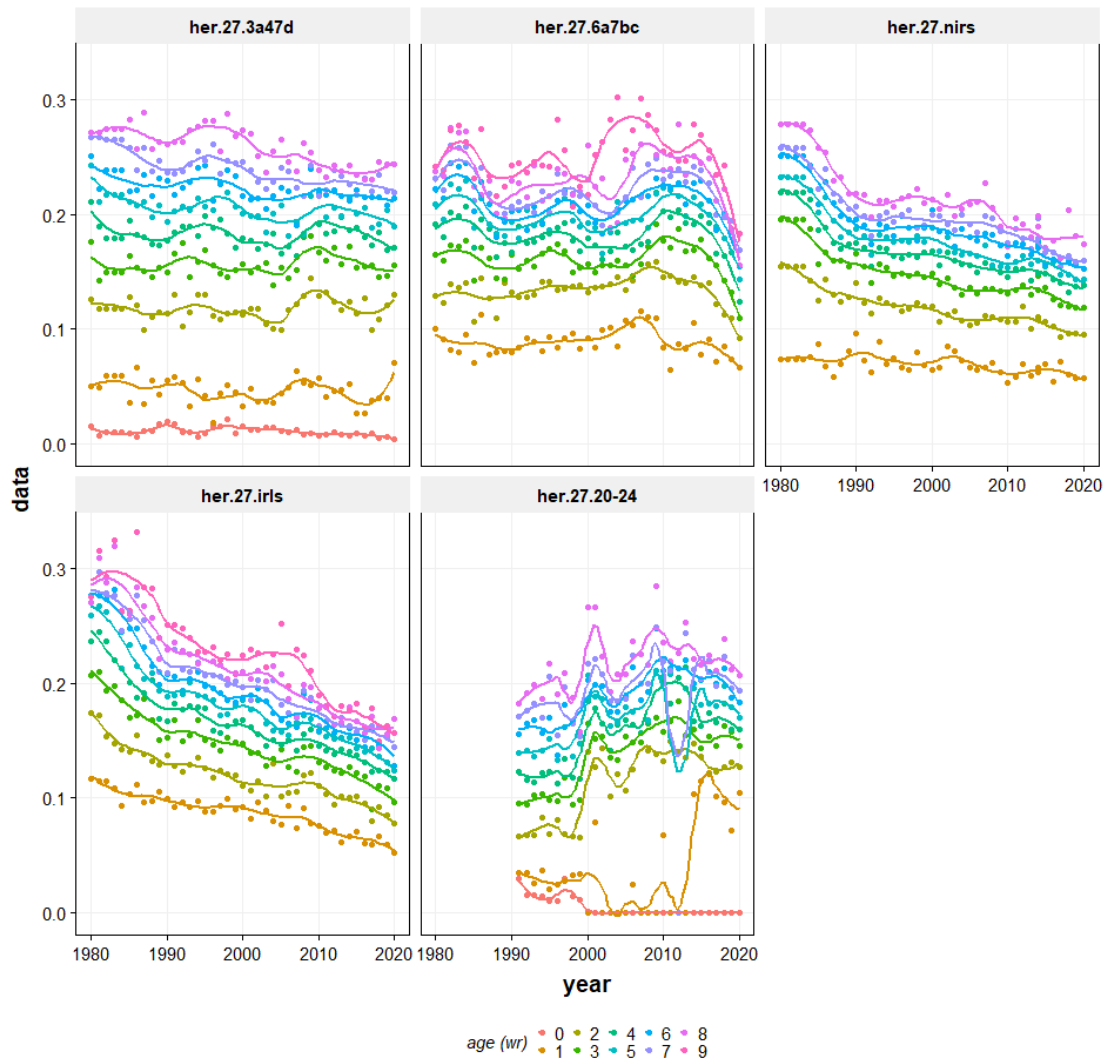 her.27.3a47d her.27.6a7bc her.27.nirs
0.3
0.2
0.1
0.0
1980 1990 2000 2010 2020
her.27.irls her.27.20-24
0.3
0.2
0.1
0.0
1980 1990 2000 2010 2020 1980 1990 2000 2010 2020
data
year
age (wr) 0 2 4 6 8
1 3 5 7 9